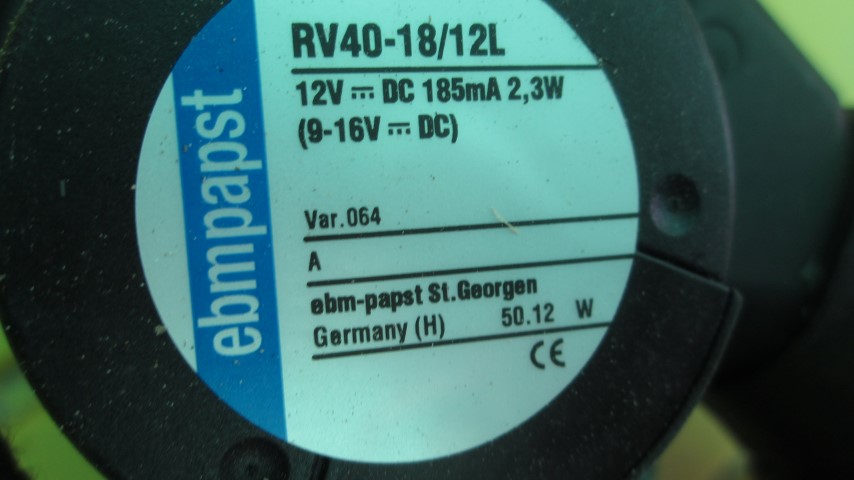 ebmpapst
RV40-18/12L
12V ⎓ DC 185mA 2,3W
(9-16V ⎓ DC)
Var.064
A
ebm-papst St.Georgen
Germany (H) 50.12 W
CE